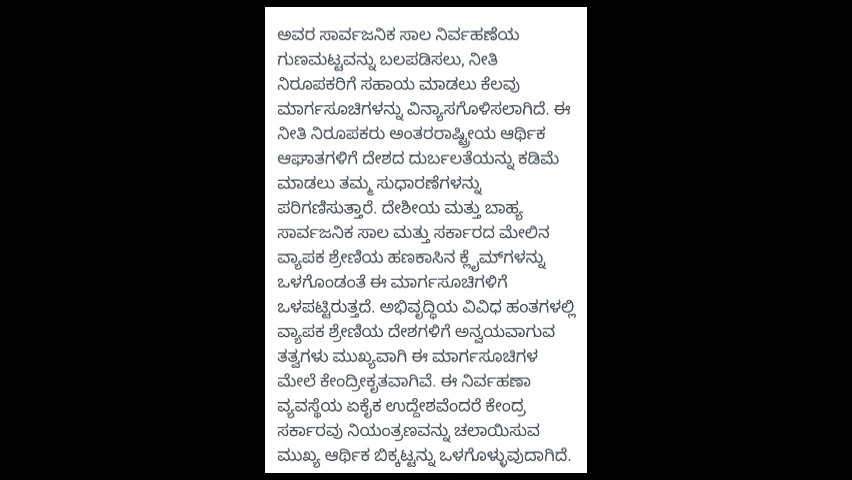 ಅವರ ಸಾರ್ವಜನಿಕ ಸಾಲ ನಿರ್ವಹಣೆಯ
ಗುಣಮಟ್ಟವನ್ನು ಬಲಪಡಿಸಲು, ನೀತಿ
ನಿರೂಪಕರಿಗೆ ಸಹಾಯ ಮಾಡಲು ಕೆಲವು
ಮಾರ್ಗಸೂಚಿಗಳನ್ನು ವಿನ್ಯಾಸಗೊಳಿಸಲಾಗಿದೆ. ಈ
ನೀತಿ ನಿರೂಪಕರು ಅಂತರರಾಷ್ಟ್ರೀಯ ಆರ್ಥಿಕ
ಆಘಾತಗಳಿಗೆ ದೇಶದ ದುರ್ಬಲತೆಯನ್ನು ಕಡಿಮೆ
ಮಾಡಲು ತಮ್ಮ ಸುಧಾರಣೆಗಳನ್ನು
ಪರಿಗಣಿಸುತ್ತಾರೆ. ದೇಶೀಯ ಮತ್ತು ಬಾಹ್ಯ
ಸಾರ್ವಜನಿಕ ಸಾಲ ಮತ್ತು ಸರ್ಕಾರದ ಮೇಲಿನ
ವ್ಯಾಪಕ ಶ್ರೇಣಿಯ ಹಣಕಾಸಿನ ಕ್ಲೈಮ್‌ಗಳನ್ನು
ಒಳಗೊಂಡಂತೆ ಈ ಮಾರ್ಗಸೂಚಿಗಳಿಗೆ
ಒಳಪಟ್ಟಿರುತ್ತದೆ. ಅಭಿವೃದ್ಧಿಯ ವಿವಿಧ ಹಂತಗಳಲ್ಲಿ
ವ್ಯಾಪಕ ಶ್ರೇಣಿಯ ದೇಶಗಳಿಗೆ ಅನ್ವಯವಾಗುವ
ತತ್ವಗಳು ಮುಖ್ಯವಾಗಿ ಈ ಮಾರ್ಗಸೂಚಿಗಳ
ಮೇಲೆ ಕೇಂದ್ರೀಕೃತವಾಗಿವೆ. ಈ ನಿರ್ವಹಣಾ
ವ್ಯವಸ್ಥೆಯ ಏಕೈಕ ಉದ್ದೇಶವೆಂದರೆ ಕೇಂದ್ರ
ಸರ್ಕಾರವು ನಿಯಂತ್ರಣವನ್ನು ಚಲಾಯಿಸುವ
ಮುಖ್ಯ ಆರ್ಥಿಕ ಬಿಕ್ಕಟ್ಟನ್ನು ಒಳಗೊಳ್ಳುವುದಾಗಿದೆ.